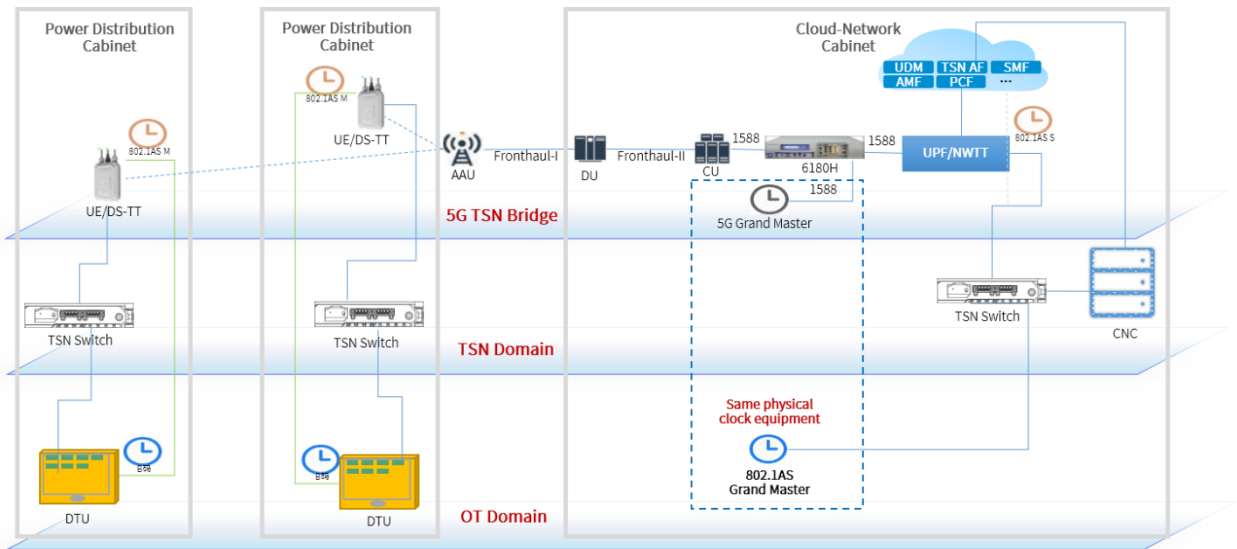 Power Distribution
Cabinet
Power Distribution
Cabinet
Cloud-Network
Cabinet
UDM
TSN AF
SMF
AMF
PCF
...
802.1AS M
802.1AS M
802.1AS S
UE/DS-TT
UE/DS-TT
AAU
Fronthaul-I
DU
Fronthaul-II
CU
1588
6180H
1588
UPF/NWTT
1588
5G Grand Master
5G TSN Bridge
TSN Switch
TSN Switch
TSN Switch
CNC
TSN Domain
Same physical
clock equipment
802.1AS
Grand Master
DTU
DTU
OT Domain